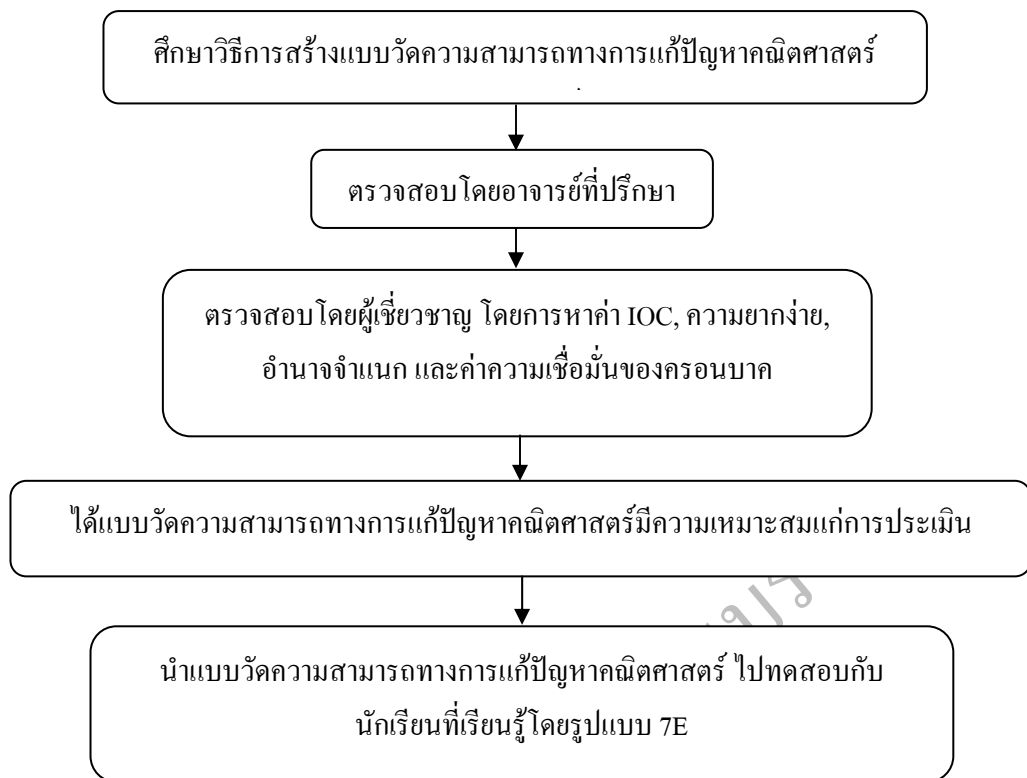 ศึกษาวิธีการสร้างแบบวัดความสามารถทางการแก้ปัญหาคณิตศาสตร์
ตรวจสอบโดยอาจารย์ที่ปรึกษา
ตรวจสอบโดยผู้เชี่ยวชาญ โดยการหาค่า IOC, ความยากง่าย,
อำนาจจำแนก และค่าความเชื่อมั่นของครอนบาค
ได้แบบวัดความสามารถทางการแก้ปัญหาคณิตศาสตร์มีความเหมาะสมแก่การประเมิน
นำแบบวัดความสามารถทางการแก้ปัญหาคณิตศาสตร์ ไปทดสอบกับ
นักเรียนที่เรียนรู้โดยรูปแบบ 7E